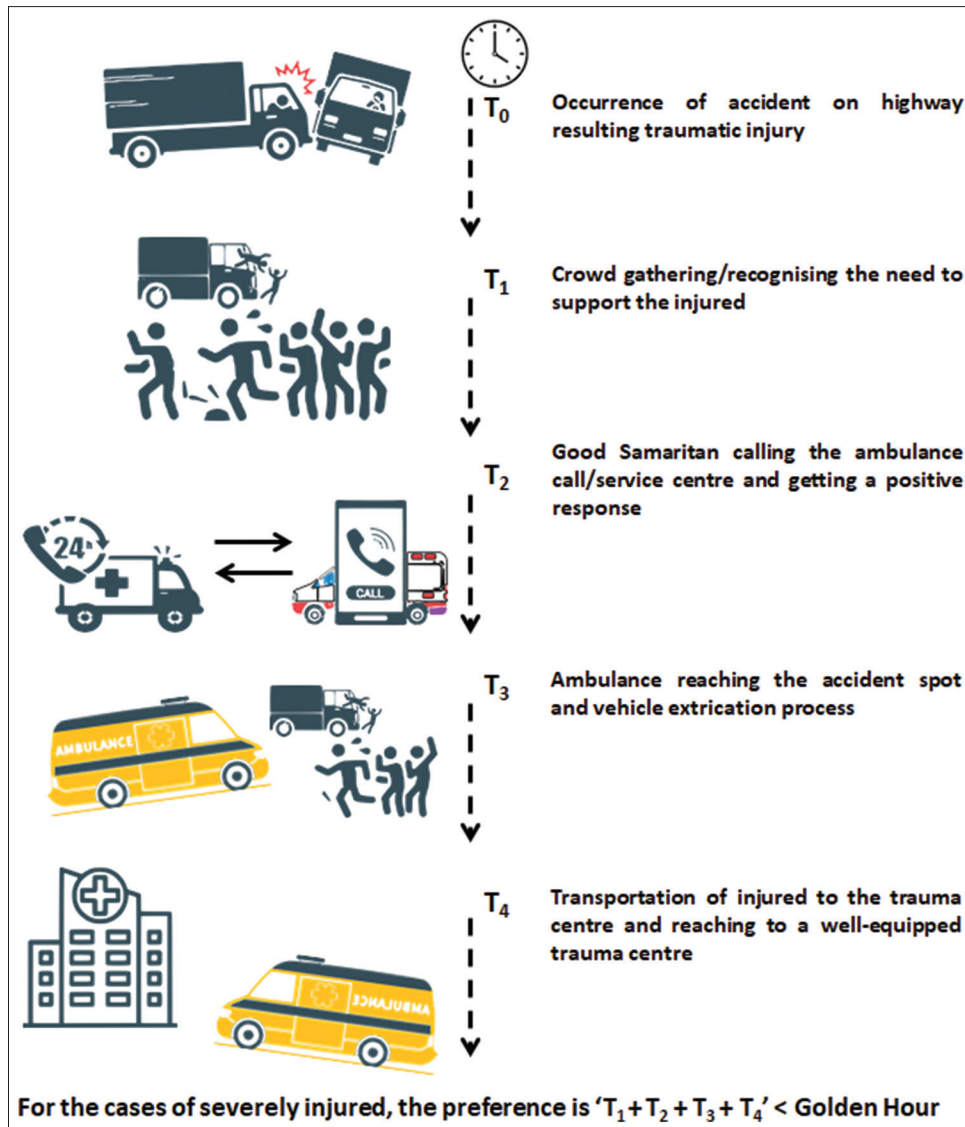 T₀
Occurrence of accident on highway
resulting traumatic injury
T₁
Crowd gathering/recognising the need to
support the injured
T₂
Good Samaritan calling the ambulance
call/service centre and getting a positive
response
24h
CALL
T₃
Ambulance reaching the accident spot
and vehicle extrication process
AMBULANCE
T₄
Transportation of injured to the trauma
centre and reaching to a well-equipped
trauma centre
AMBULANCE
For the cases of severely injured, the preference is ‘T₁ + T₂ + T₃ + T₄’ < Golden Hour